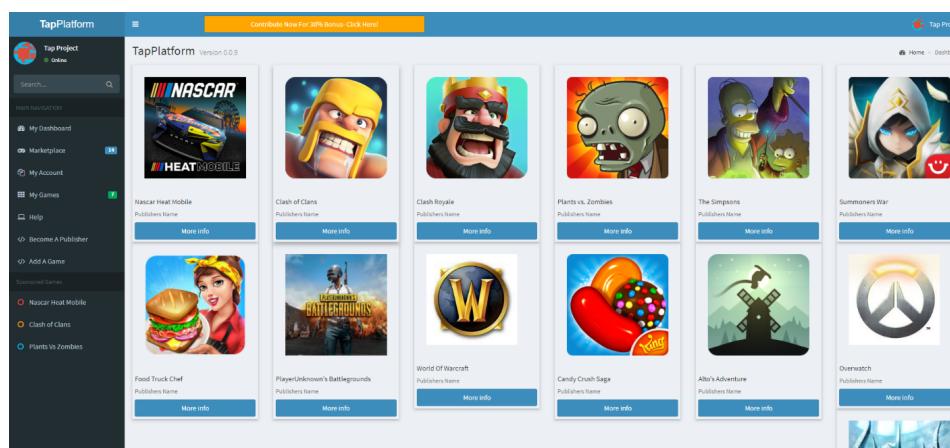 TapPlatform
Contribute Now For 30% Bonus- Click Here!
Tap Pro
Tap Project
Online
TapPlatform Version 0.0.9
Home
Dashb
Search...
MAIN NAVIGATION
My Dashboard
Marketplace 14
My Account
My Games 7
Help
Become A Publisher
Add A Game
Sponsored Games
Nascar Heat Mobile
Clash of Clans
Plants Vs Zombies
NASCAR
HEAT MOBILE
Nascar Heat Mobile
Publishers Name
More info
Clash of Clans
Publishers Name
More info
Clash Royale
Publishers Name
More info
Plants vs. Zombies
Publishers Name
More info
The Simpsons
Publishers Name
More info
Summoners War
Publishers Name
More info
Food Truck Chef
Publishers Name
More info
PLAYERUNKNOWN'S
BATTLEGROUNDS
PlayerUnknown's Battlegrounds
Publishers Name
More info
W
World Of Warcraft
Publishers Name
More info
King
Candy Crush Saga
Publishers Name
More info
Alto's Adventure
Publishers Name
More info
Overwatch
Publishers Name
More info